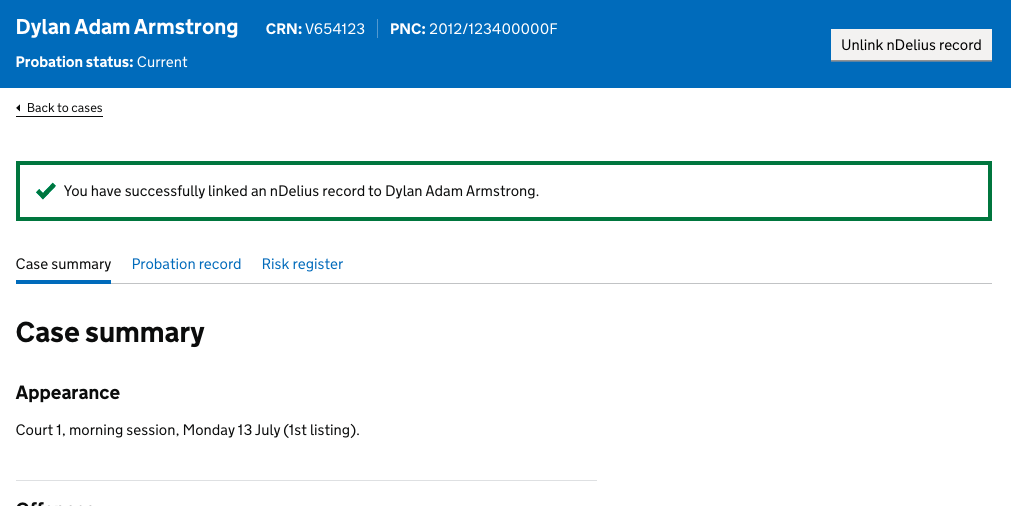 Dylan Adam Armstrong CRN: V654123 PNC: 2012/123400000F
Unlink nDelius record
Probation status: Current
Back to cases
You have successfully linked an nDelius record to Dylan Adam Armstrong.
Case summary Probation record Risk register
Case summary
Appearance
Court 1, morning session, Monday 13 July (1st listing).